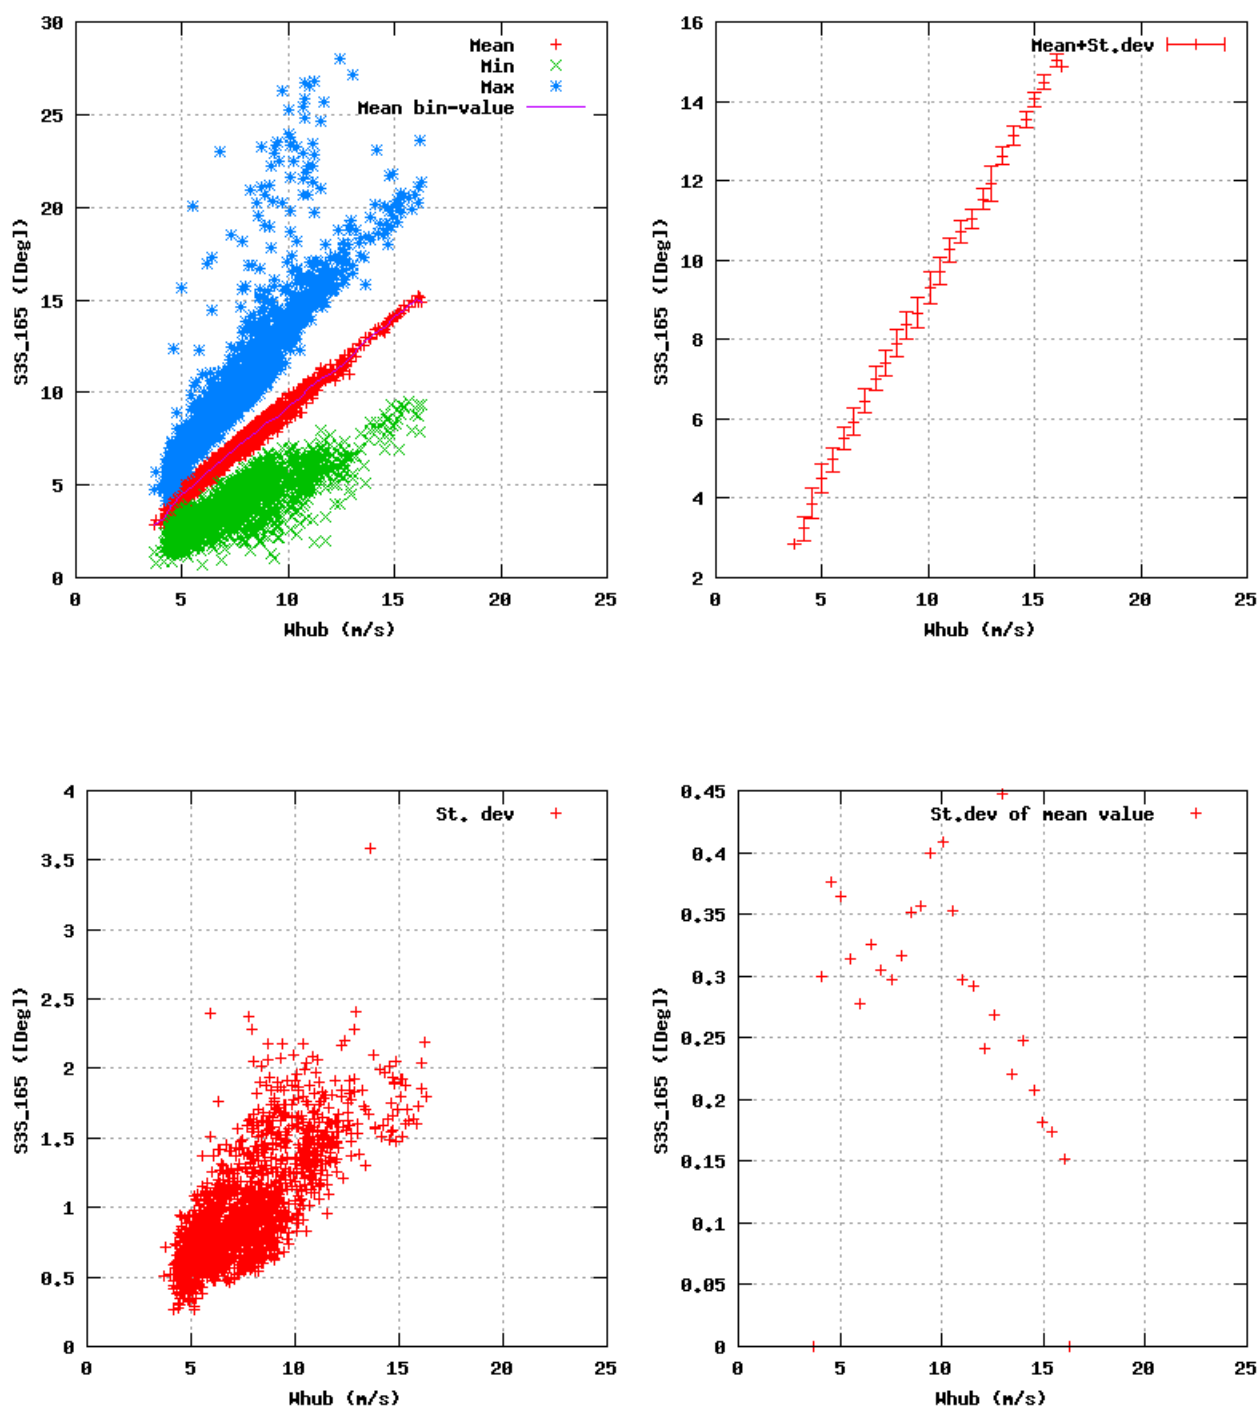 30
25
20
15
10
5
0
S3S_165 ([Deg])
Mean
Min
Max
Mean bin-value
0 5 10 15 20 25
Whub (m/s)
16
14
12
10
8
6
4
2
S3S_165 ([Deg])
Mean+St.dev
0 5 10 15 20 25
Whub (m/s)
4
3.5
3
2.5
2
1.5
1
0.5
0
S3S_165 ([Deg])
St. dev
0 5 10 15 20 25
Whub (m/s)
0.45
0.4
0.35
0.3
0.25
0.2
0.15
0.1
0.05
0
S3S_165 ([Deg])
St.dev of mean value
0 5 10 15 20 25
Whub (m/s)